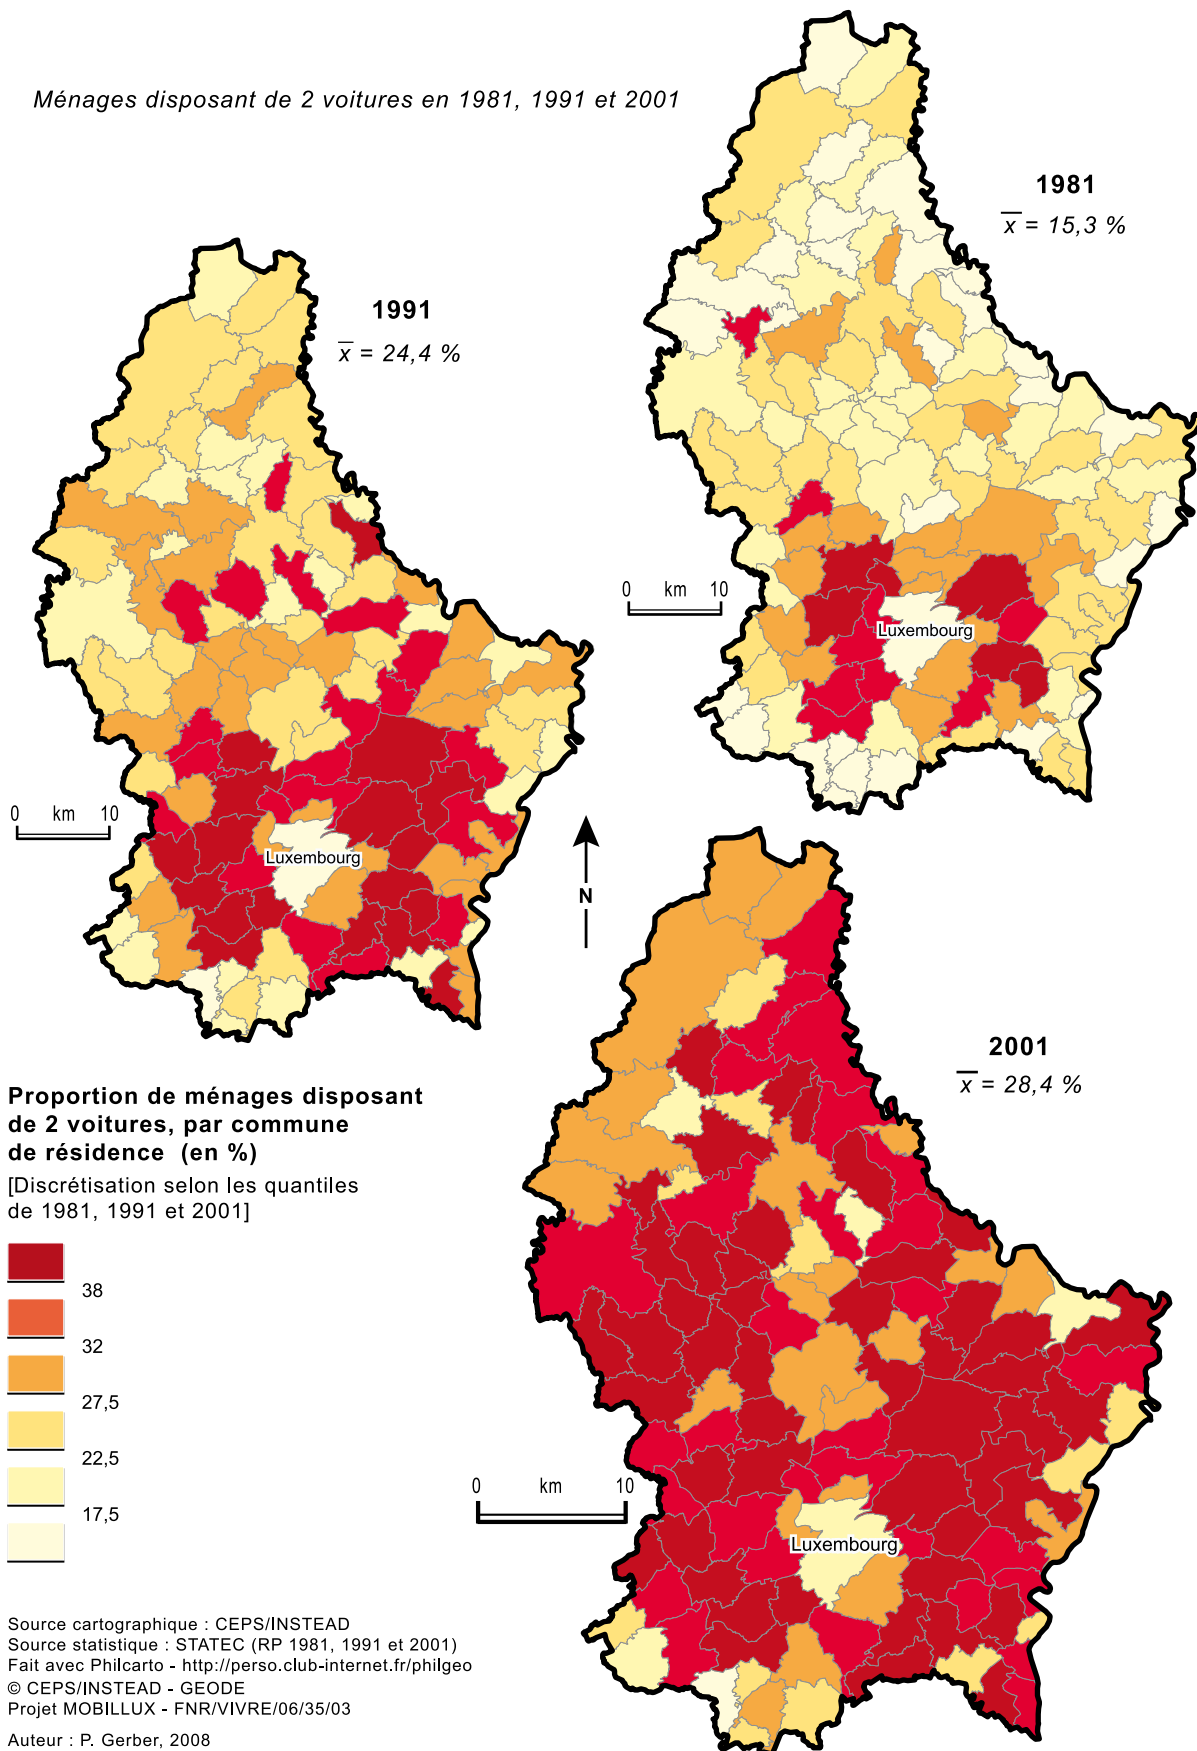 Ménages disposant de 2 voitures en 1981, 1991 et 2001
1981
x = 15,3 %
1991
x = 24,4 %
0 km 10
Luxembourg
0 km 10
Luxembourg
N
2001
x = 28,4 %
0 km 10
Luxembourg
Proportion de ménages disposant
de 2 voitures, par commune
de résidence (en %)
[Discrétisation selon les quantiles
de 1981, 1991 et 2001]
38
32
27,5
22,5
17,5
Source cartographique : CEPS/INSTEAD
Source statistique : STATEC (RP 1981, 1991 et 2001)
Fait avec Philcarto - http://perso.club-internet.fr/philgeo
© CEPS/INSTEAD - GEODE
Projet MOBILLUX - FNR/VIVRE/06/35/03
Auteur : P. Gerber, 2008